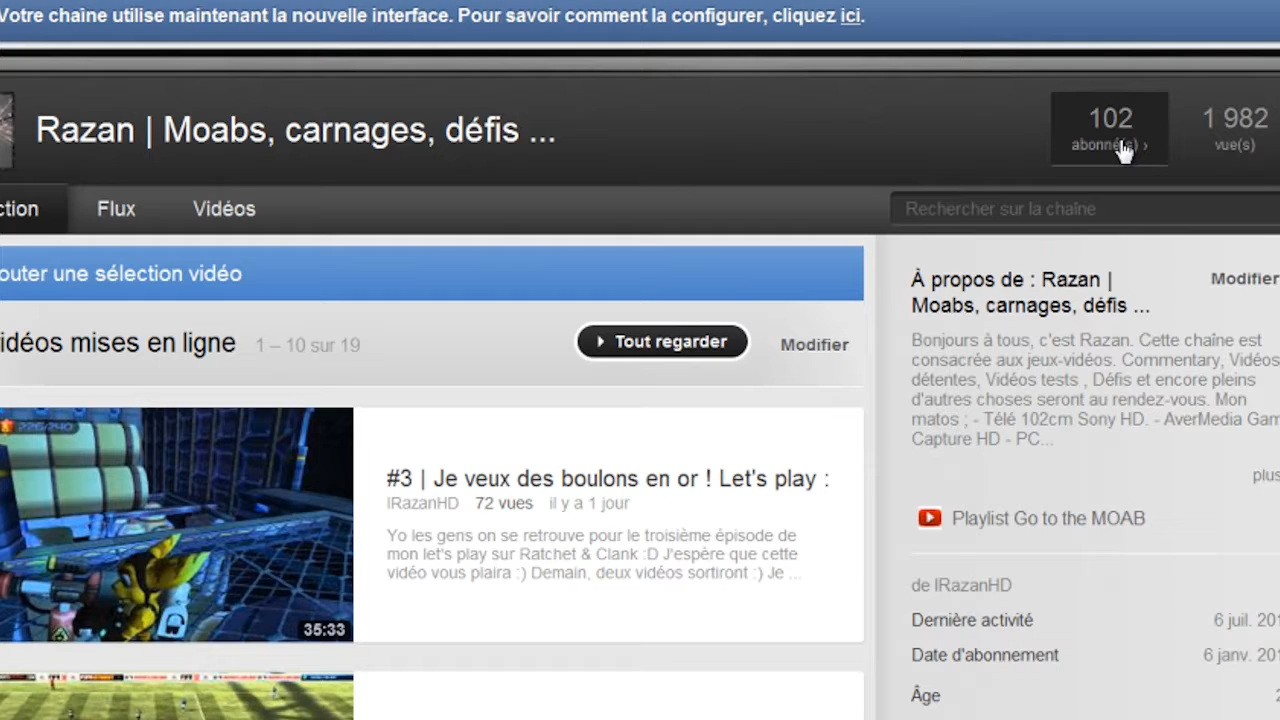 Votre chaîne utilise maintenant la nouvelle interface. Pour savoir comment la configurer, cliquez ici.
Razan | Moabs, carnages, défis ...
102
abonné(s) ›
1 982
vue(s)
ction
Flux
Vidéos
Rechercher sur la chaîne
outer une sélection vidéo
idéos mises en ligne
1 – 10 sur 19
Tout regarder
Modifier
226/240
35:33
#3 | Je veux des boulons en or ! Let's play :
IRazanHD 72 vues il y a 1 jour
Yo les gens on se retrouve pour le troisième épisode de
mon let's play sur Ratchet & Clank :D J'espère que cette
vidéo vous plaira :) Demain, deux vidéos sortiront :) Je ...
À propos de : Razan |
Moabs, carnages, défis ...
Modifier
Bonjours à tous, c'est Razan. Cette chaîne est
consacrée aux jeux-vidéos. Commentary, Vidéos
détentes, Vidéos tests , Défis et encore pleins
d'autres choses seront au rendez-vous. Mon
matos ; - Télé 102cm Sony HD. - AverMedia Gam
Capture HD - PC...
plus
Playlist Go to the MOAB
de IRazanHD
Dernière activité
6 juil. 201
Date d'abonnement
6 janv. 201
Âge